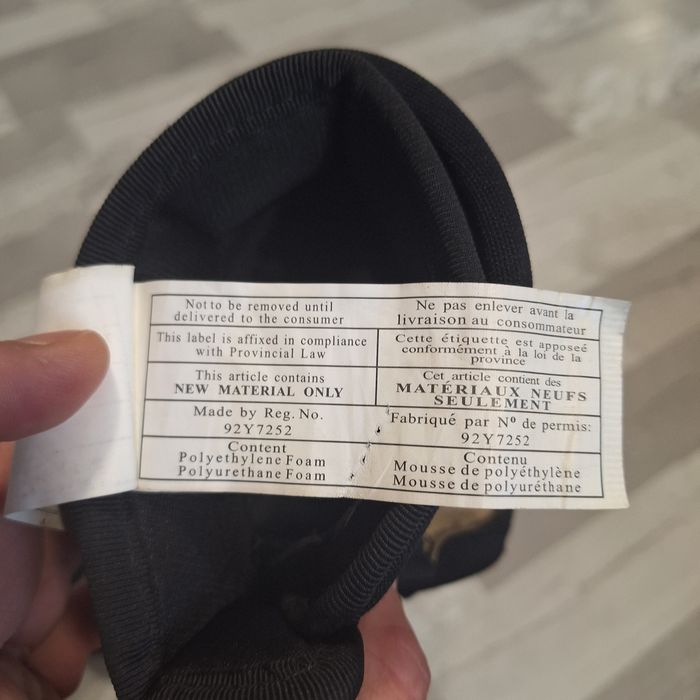 Not to be removed until
delivered to the consumer
Ne pas enlever avant la
livraison au consommateur
This label is affixed in compliance
with Provincial Law
Cette étiquette est apposée
conformément à la loi de la
province
This article contains
NEW MATERIAL ONLY
Cet article contient des
MATÉRIAUX NEUFS
SEULEMENT
Made by Reg. No.
92Y7252
Fabriqué par Nº de permis:
92Y7252
Content
Polyethylene Foam
Polyurethane Foam
Contenu
Mousse de polyéthylène
Mousse de polyuréthane